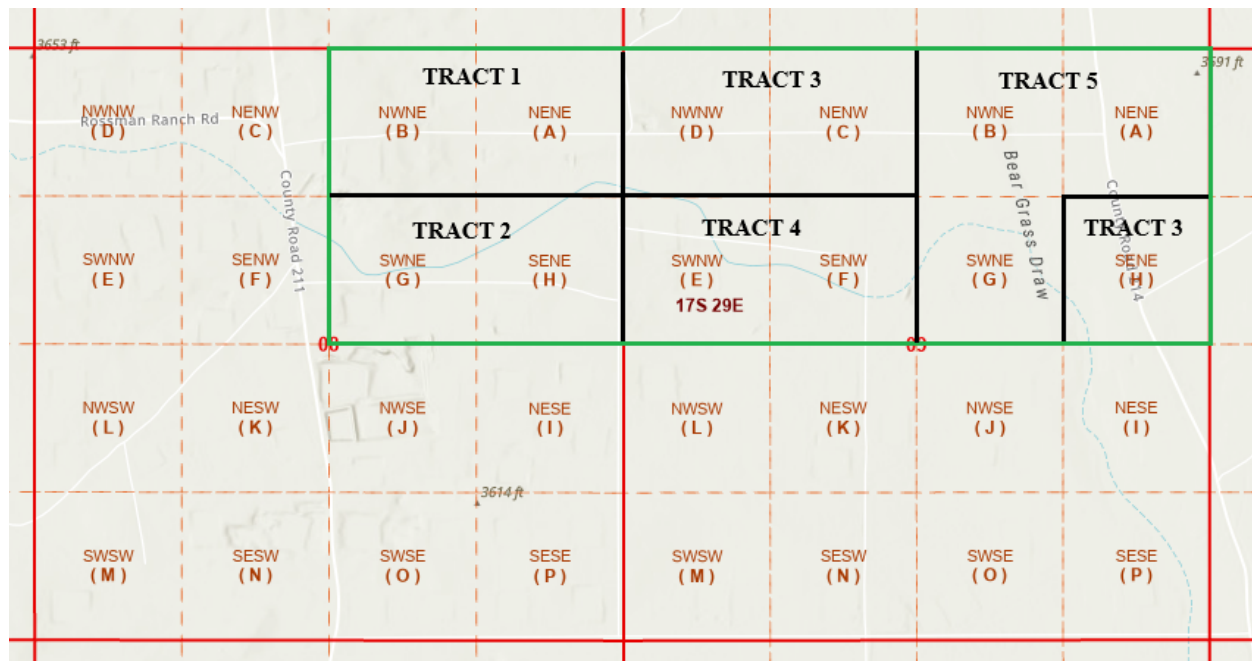 3653 ft
3691 ft
TRACT 1
TRACT 3
TRACT 5
NWNW
(D)
Rossman Ranch Rd
NENW
(C)
NWNE
(B)
NENE
(A)
NWNW
(D)
NENW
(C)
NWNE
(B)
NENE
(A)
County Road 211
Bear Grass Draw
TRACT 2
TRACT 4
TRACT 3
SWNW
(E)
SENW
(F)
SWNE
(G)
SENE
(H)
SWNW
(E)
SENW
(F)
SWNE
(G)
SENE
(H)
17S 29E
NWSW
(L)
NESW
(K)
NWSE
(J)
NESE
(I)
NWSW
(L)
NESW
(K)
NWSE
(J)
NESE
(I)
3614 ft
SWSW
(M)
SESW
(N)
SWSE
(O)
SESE
(P)
SWSW
(M)
SESW
(N)
SWSE
(O)
SESE
(P)